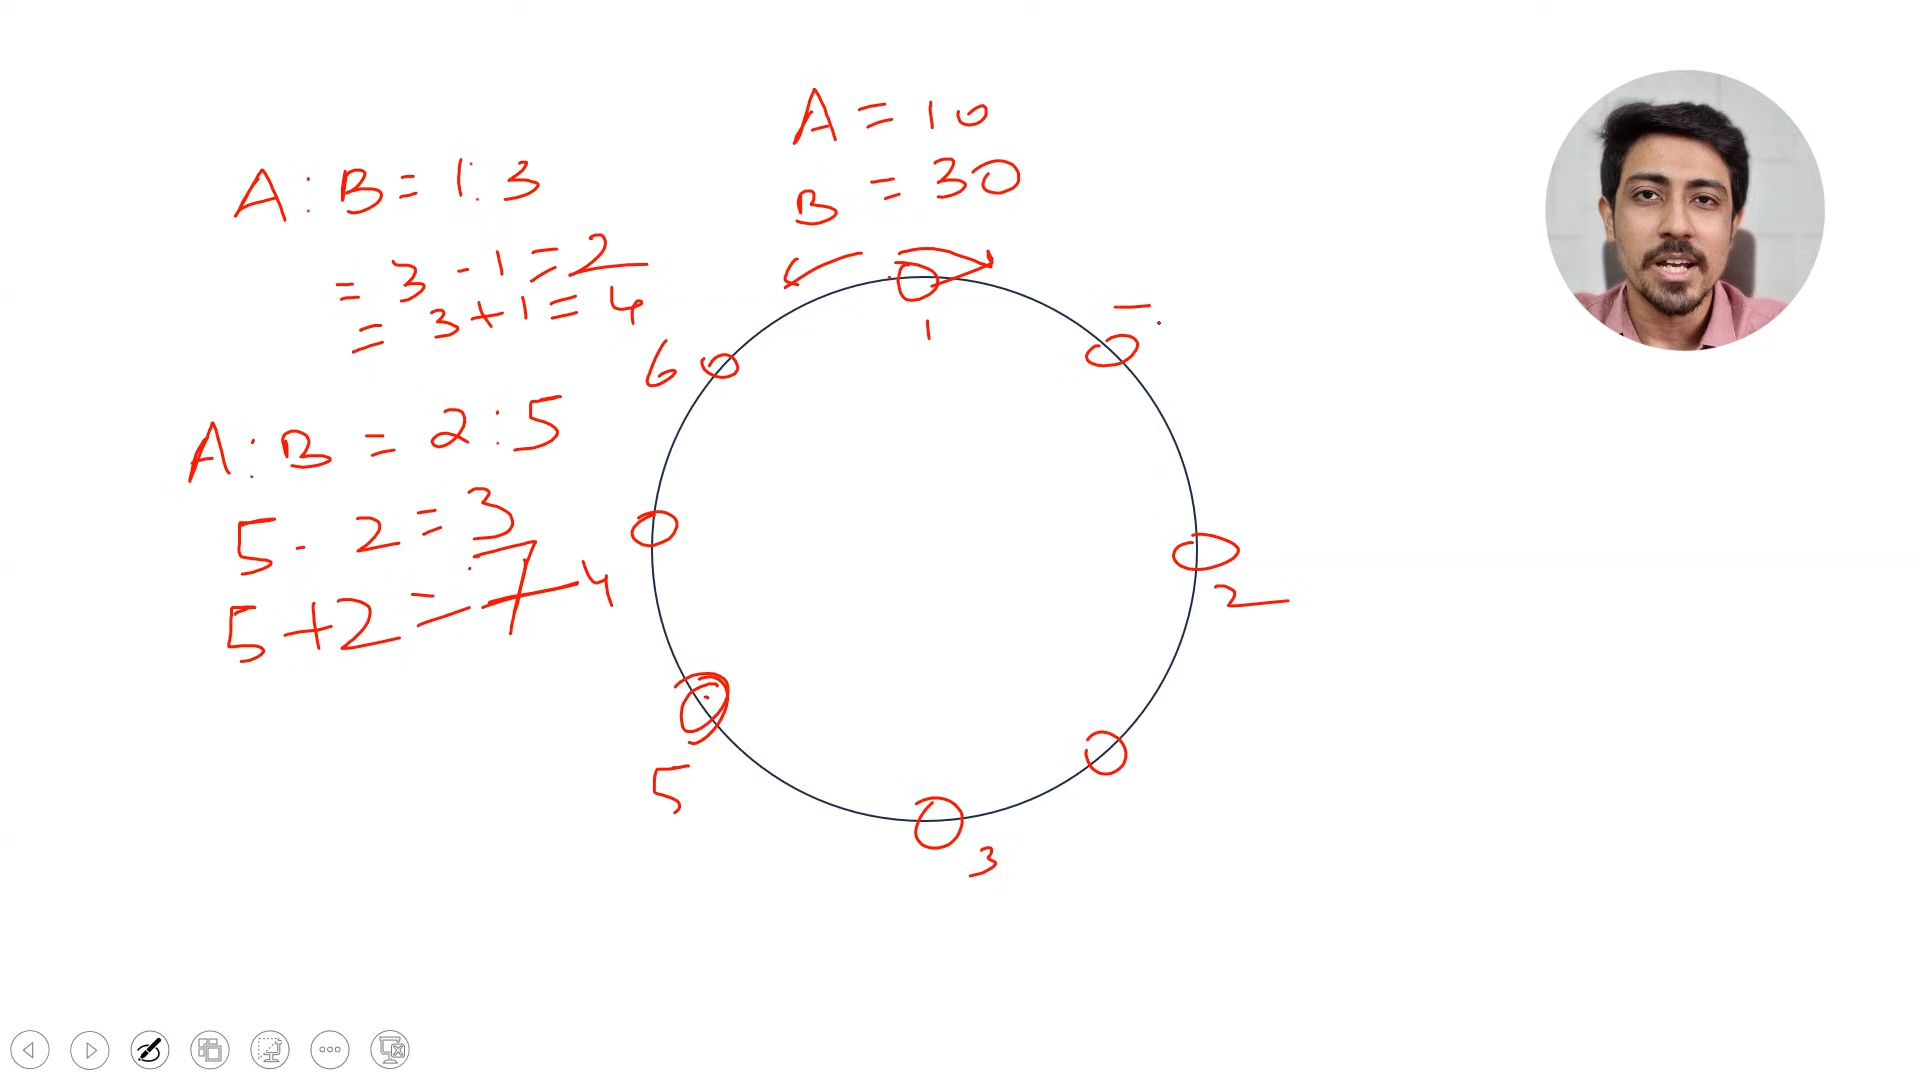 A : B = 1 : 3
= 3 - 1 = 2
= 3 + 1 = 4
A : B = 2 : 5
5 - 2 = 3
5 + 2 = 7
A = 10
B = 30
1
2
3
4
5
6